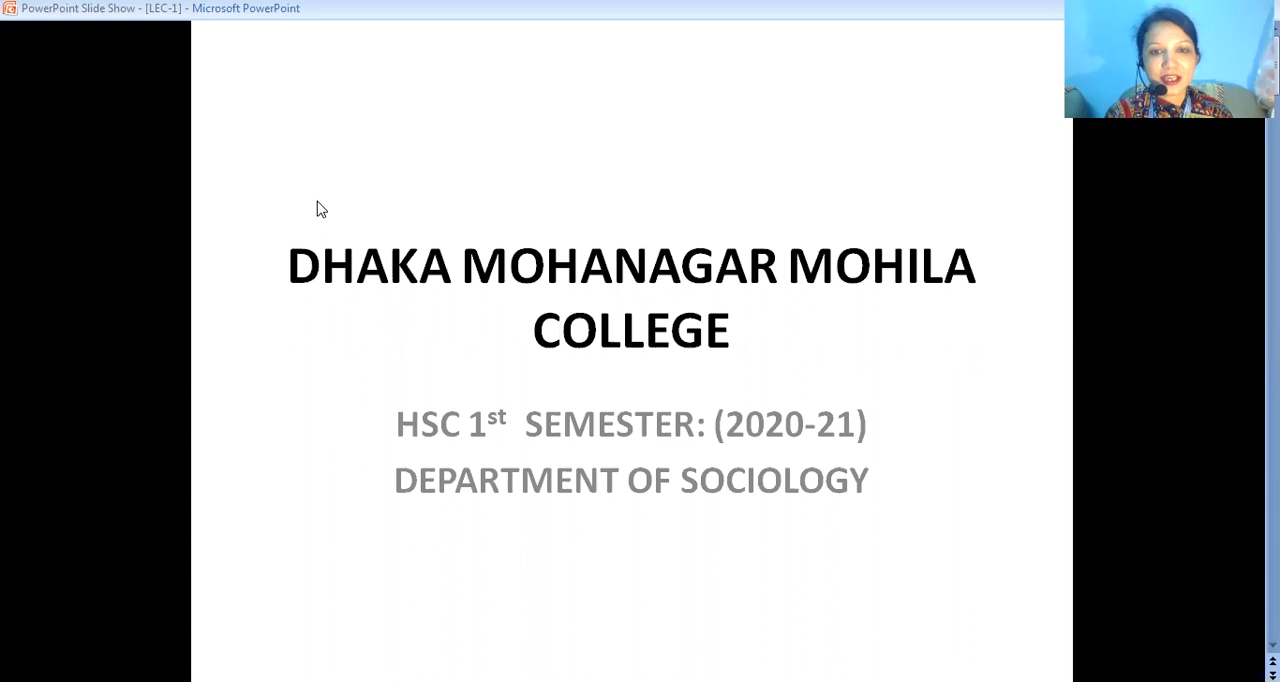 PowerPoint Slide Show - [LEC-1] - Microsoft PowerPoint
DHAKA MOHANAGAR MOHILA
COLLEGE
HSC 1st SEMESTER: (2020-21)
DEPARTMENT OF SOCIOLOGY